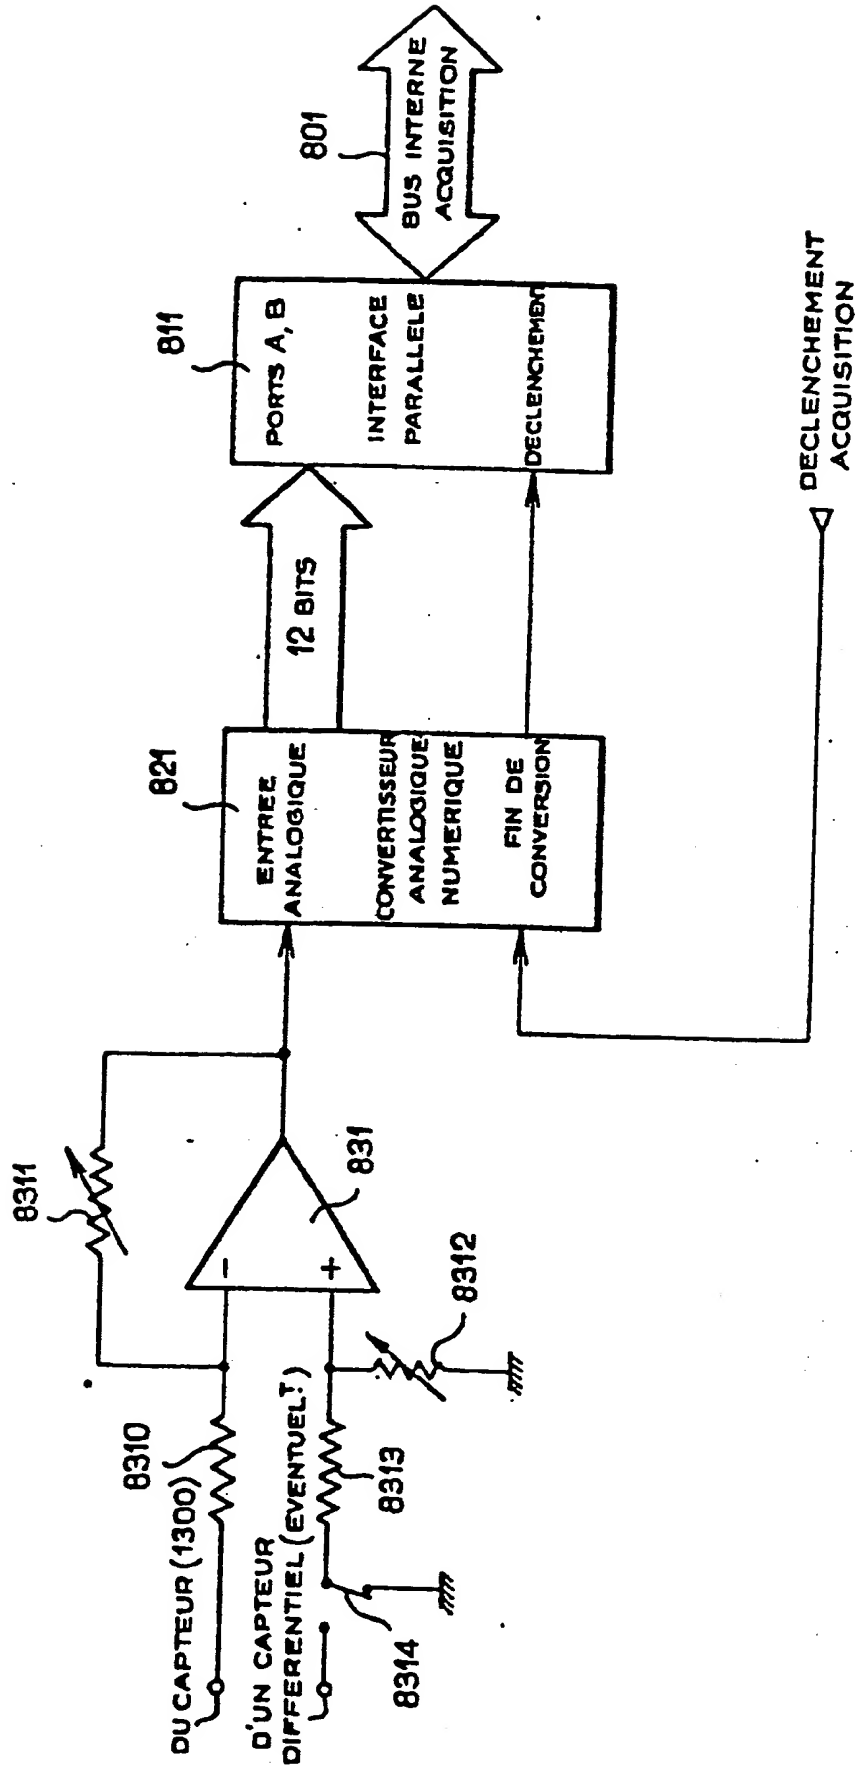 DU CAPTEUR (1300)
8310
8311
D'UN CAPTEUR
DIFFERENTIEL (EVENTUELT)
8314
8313
8312
-
+
831
821
ENTREE
ANALOGIQUE
CONVERTISSEUR
ANALOGIQUE
NUMERIQUE
FIN DE
CONVERSION
12 BITS
811
PORTS A, B
INTERFACE
PARALLELE
DECLENCHEMENT
801
BUS INTERNE
ACQUISITION
DECLENCHEMENT
ACQUISITION